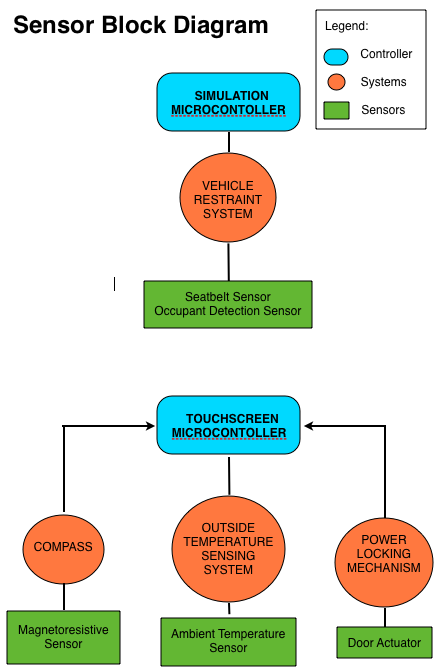 Sensor Block Diagram
Legend:
Controller
Systems
Sensors
SIMULATION
MICROCONTOLLER
VEHICLE
RESTRAINT
SYSTEM
Seatbelt Sensor
Occupant Detection Sensor
TOUCHSCREEN
MICROCONTOLLER
COMPASS
OUTSIDE
TEMPERATURE
SENSING
SYSTEM
POWER
LOCKING
MECHANISM
Magnetoresistive
Sensor
Ambient Temperature
Sensor
Door Actuator